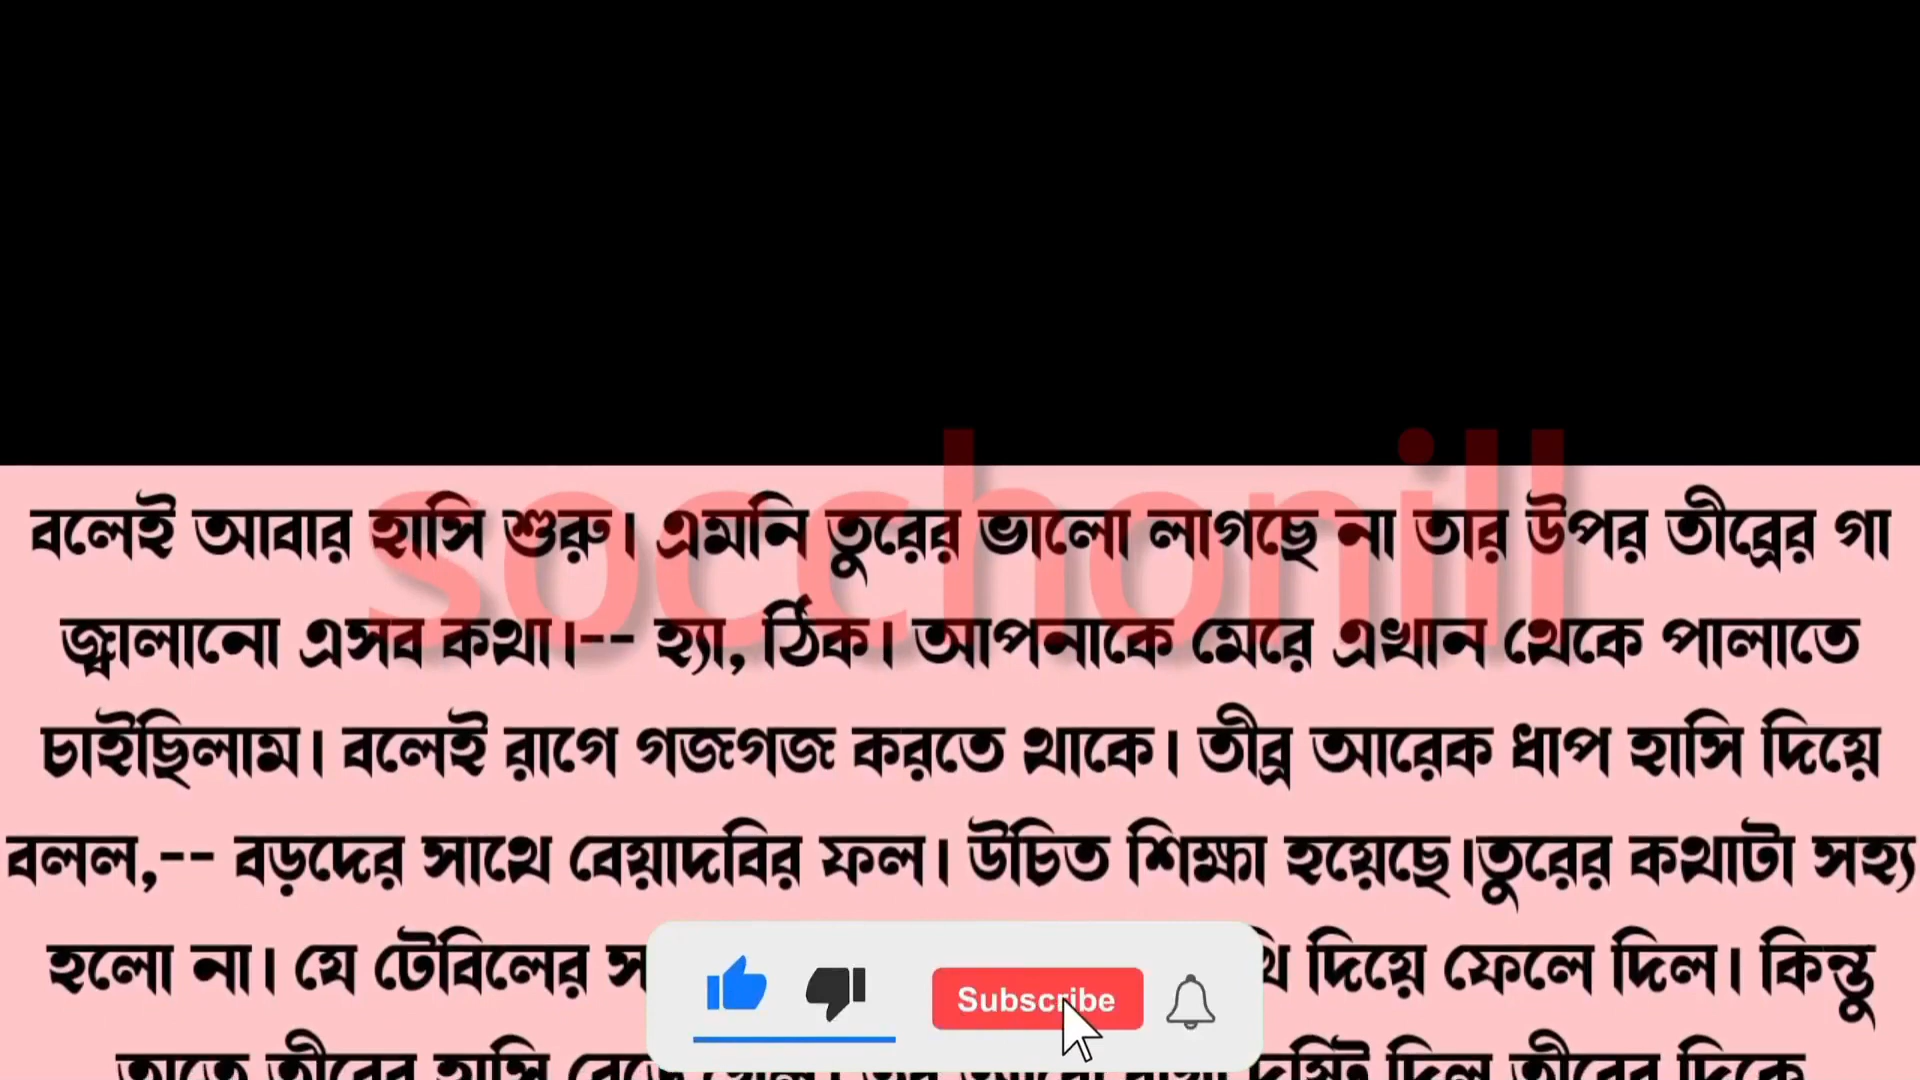 socchonill
বলেই আবার হাসি শুরু। এমনি তুরের ভালো লাগছে না তার উপর তীব্রের গা
জ্বালানো এসব কথা।-- হ্যা, ঠিক। আপনাকে মেরে এখান থেকে পালাতে
চাইছিলাম। বলেই রাগে গজগজ করতে থাকে। তীব্র আরেক ধাপ হাসি দিয়ে
বলল,-- বড়দের সাথে বেয়াদবির ফল। উচিত শিক্ষা হয়েছে।তুরের কথাটা সহ্য
হলো না। যে টেবিলের দিয়ে ফেলে দিল। কিন্তু
Subscribe
তাতে তীব্রের হাসি দৃষ্টি দিল তীব্রের দিকে